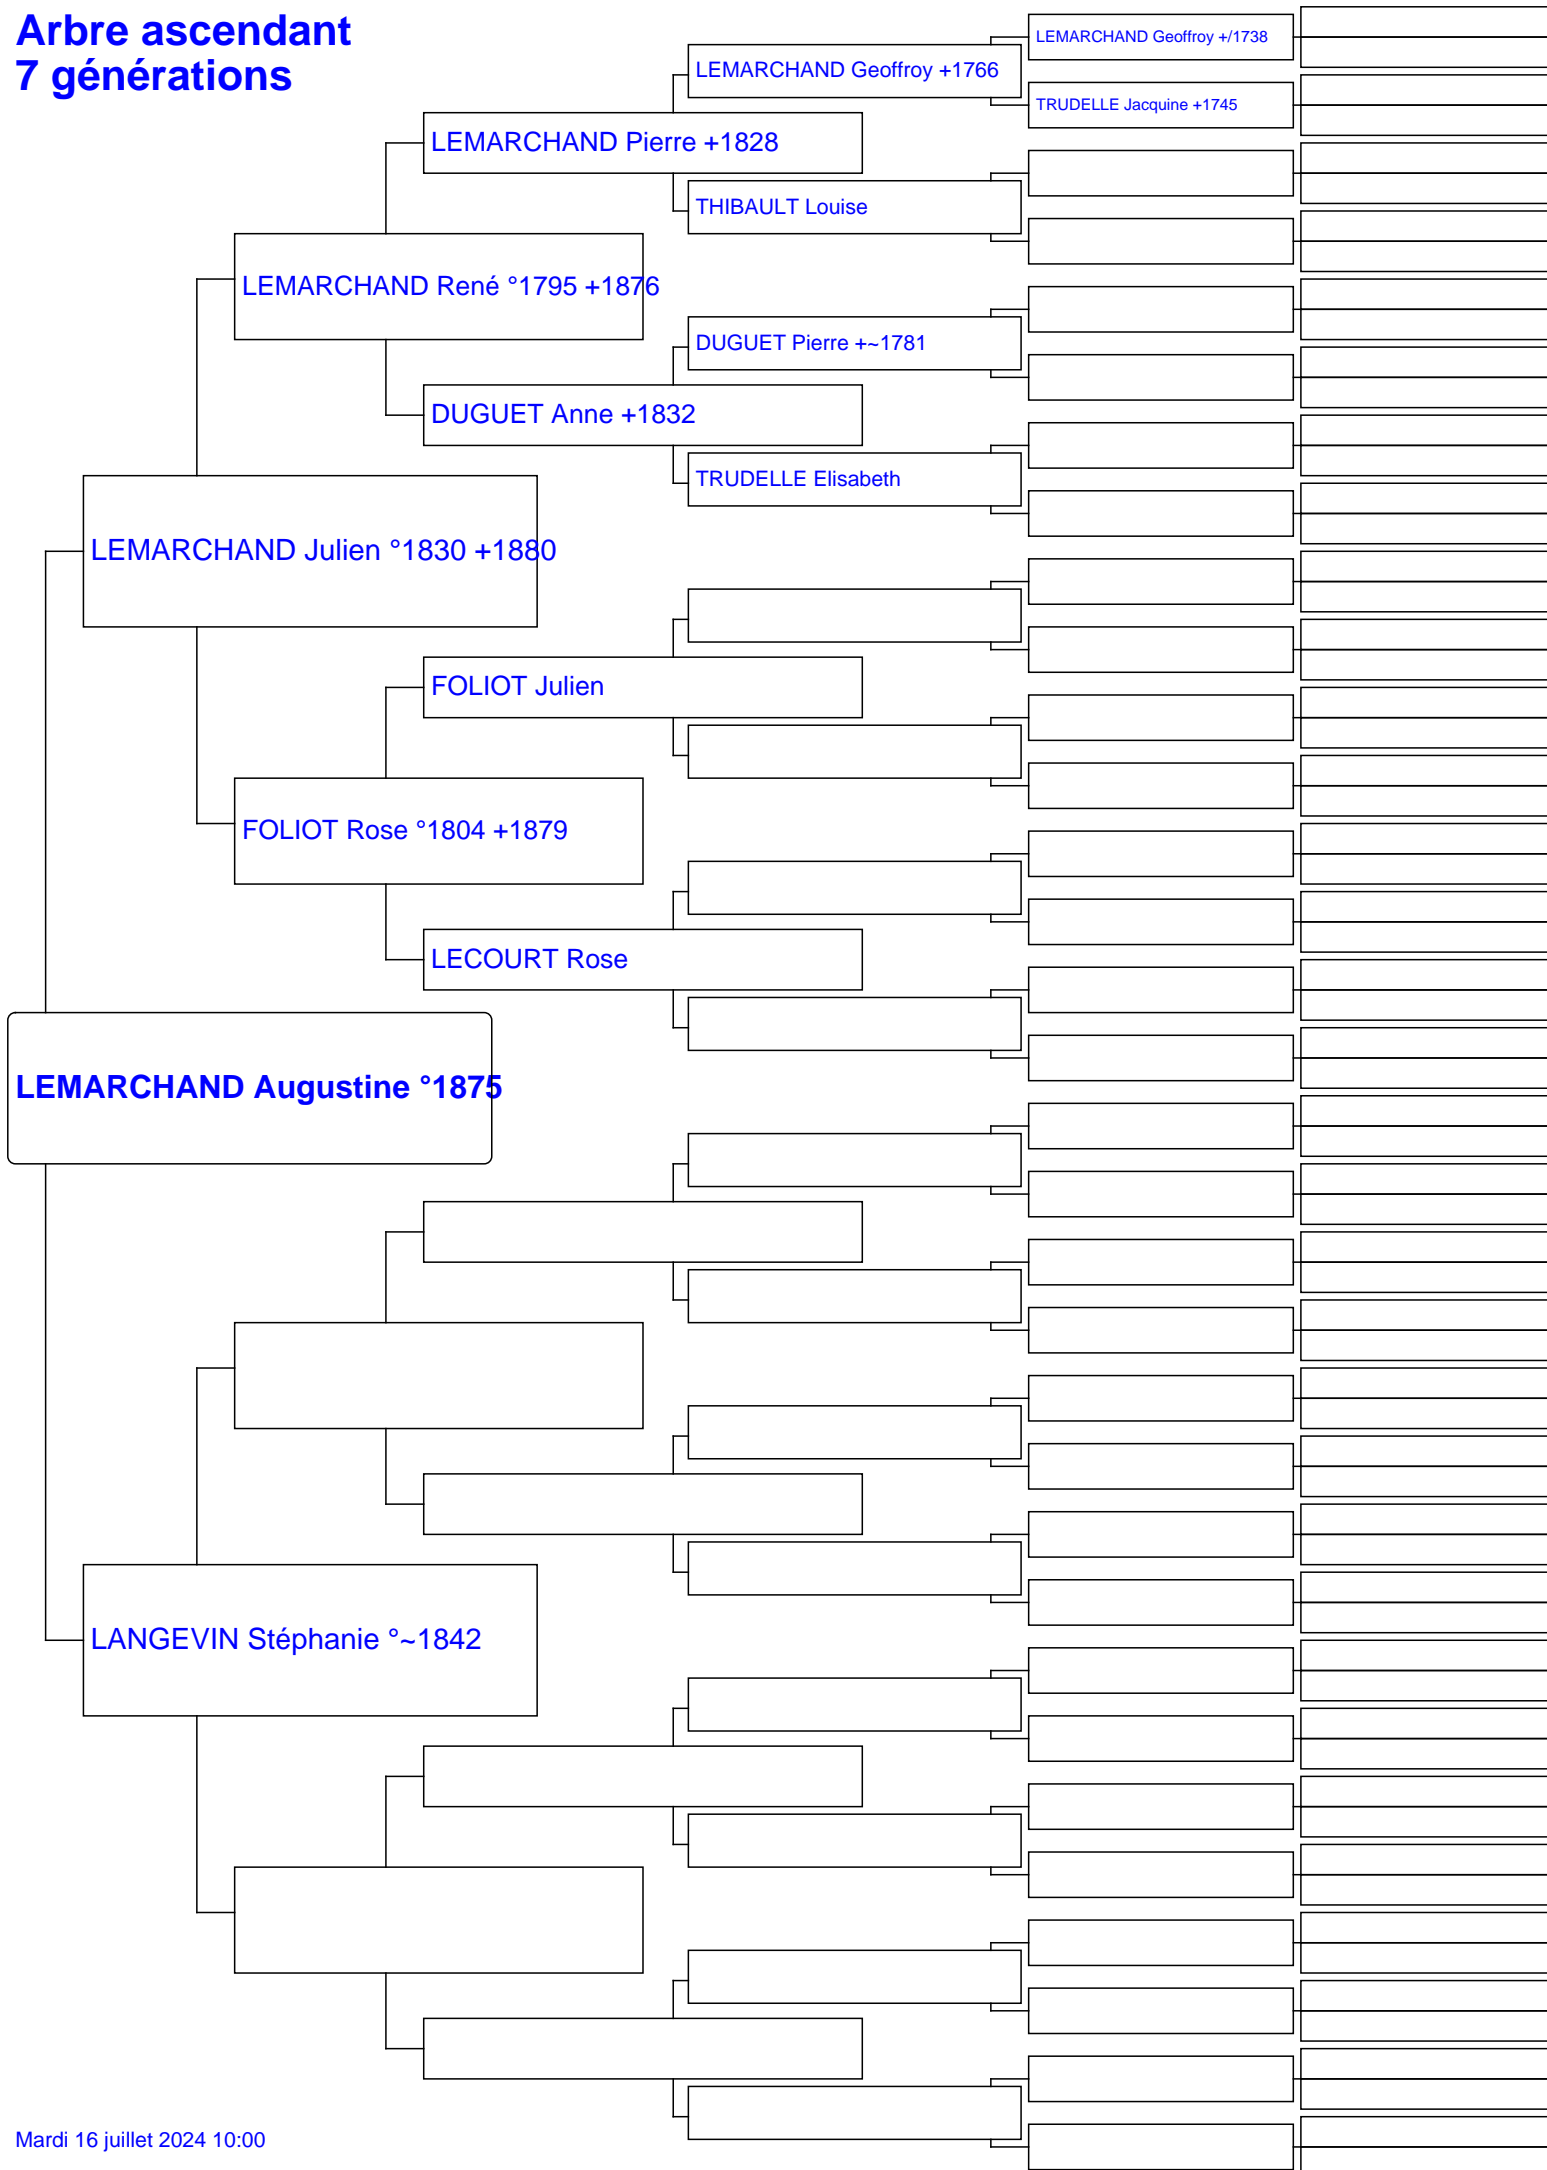 Arbre ascendant
7 générations
LEMARCHAND Geoffroy +/1738
LEMARCHAND Geoffroy +1766
TRUDELLE Jacquine +1745
LEMARCHAND Pierre +1828
THIBAULT Louise
LEMARCHAND René °1795 +1876
DUGUET Pierre +~1781
DUGUET Anne +1832
TRUDELLE Elisabeth
LEMARCHAND Julien °1830 +1880
FOLIOT Julien
FOLIOT Rose °1804 +1879
LECOURT Rose
LEMARCHAND Augustine °1875
LANGEVIN Stéphanie °~1842
Mardi 16 juillet 2024 10:00